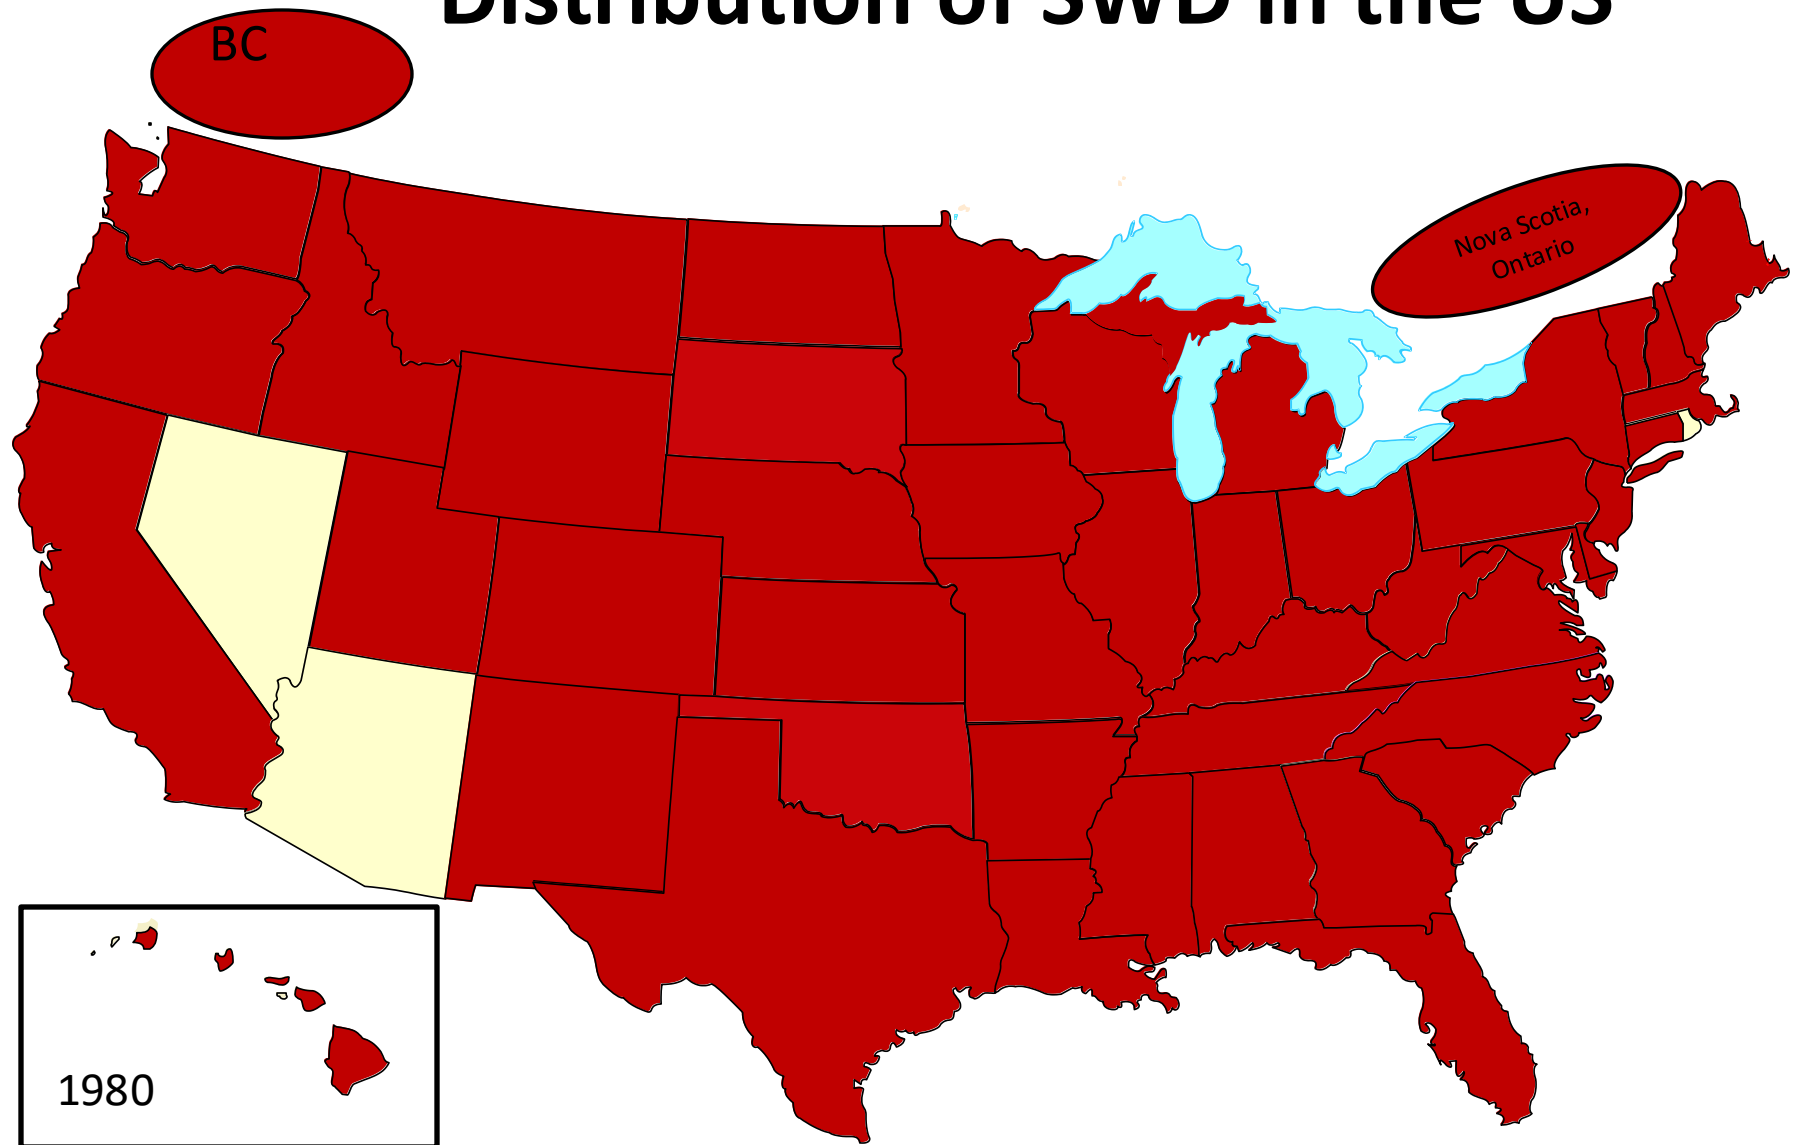 Distribution of SWD in the US
BC
Nova Scotia,
Ontario
1980